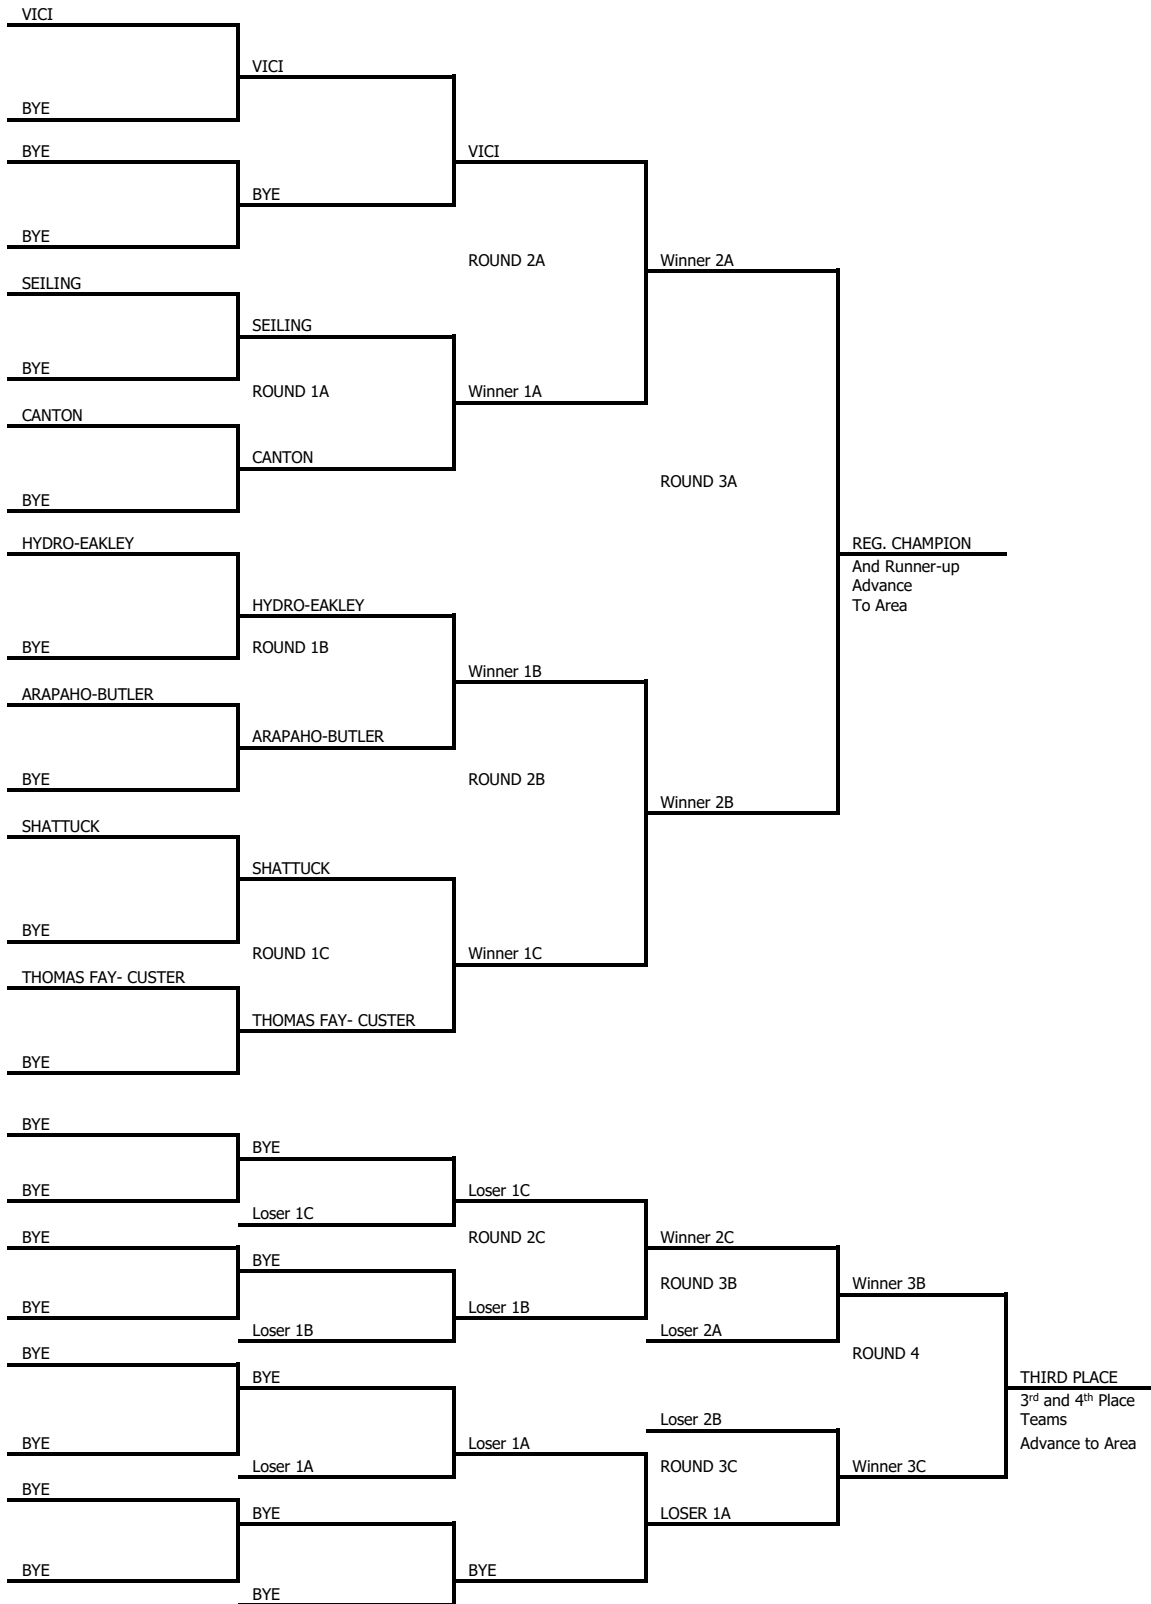 VICI
VICI
BYE
BYE
VICI
BYE
BYE
ROUND 2A
Winner 2A
SEILING
SEILING
BYE
ROUND 1A
Winner 1A
CANTON
CANTON
ROUND 3A
BYE
HYDRO-EAKLEY
REG. CHAMPION
And Runner-up
Advance
To Area
HYDRO-EAKLEY
BYE
ROUND 1B
Winner 1B
ARAPAHO-BUTLER
ARAPAHO-BUTLER
BYE
ROUND 2B
Winner 2B
SHATTUCK
SHATTUCK
BYE
ROUND 1C
Winner 1C
THOMAS FAY- CUSTER
THOMAS FAY- CUSTER
BYE
BYE
BYE
BYE
Loser 1C
Loser 1C
BYE
ROUND 2C
Winner 2C
BYE
ROUND 3B
Winner 3B
BYE
Loser 1B
Loser 1B
Loser 2A
BYE
ROUND 4
BYE
THIRD PLACE
3rd and 4th Place
Teams
Advance to Area
Loser 2B
BYE
Loser 1A
Loser 1A
ROUND 3C
Winner 3C
BYE
BYE
LOSER 1A
BYE
BYE
BYE